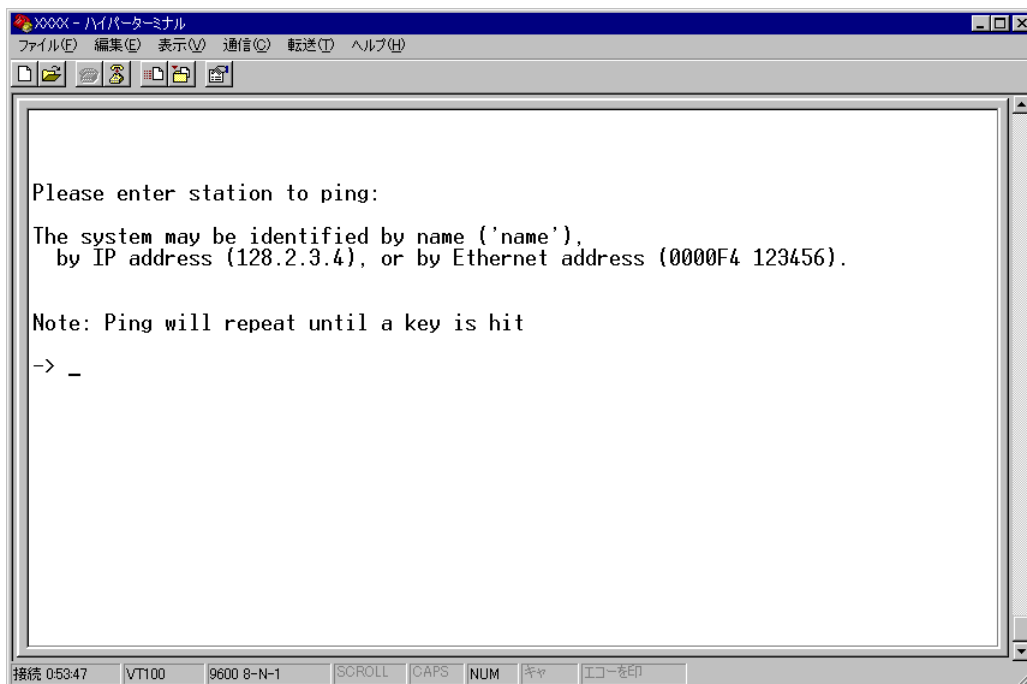 XXXX - ハイパーターミナル
ファイル(F) 編集(E) 表示(V) 通信(C) 転送(T) ヘルプ(H)
Please enter station to ping:
The system may be identified by name ('name'),
by IP address (128.2.3.4), or by Ethernet address (0000F4 123456).
Note: Ping will repeat until a key is hit
-> _
接続 0:53:47 VT100 9600 8-N-1 SCROLL CAPS NUM キャ エコーを印